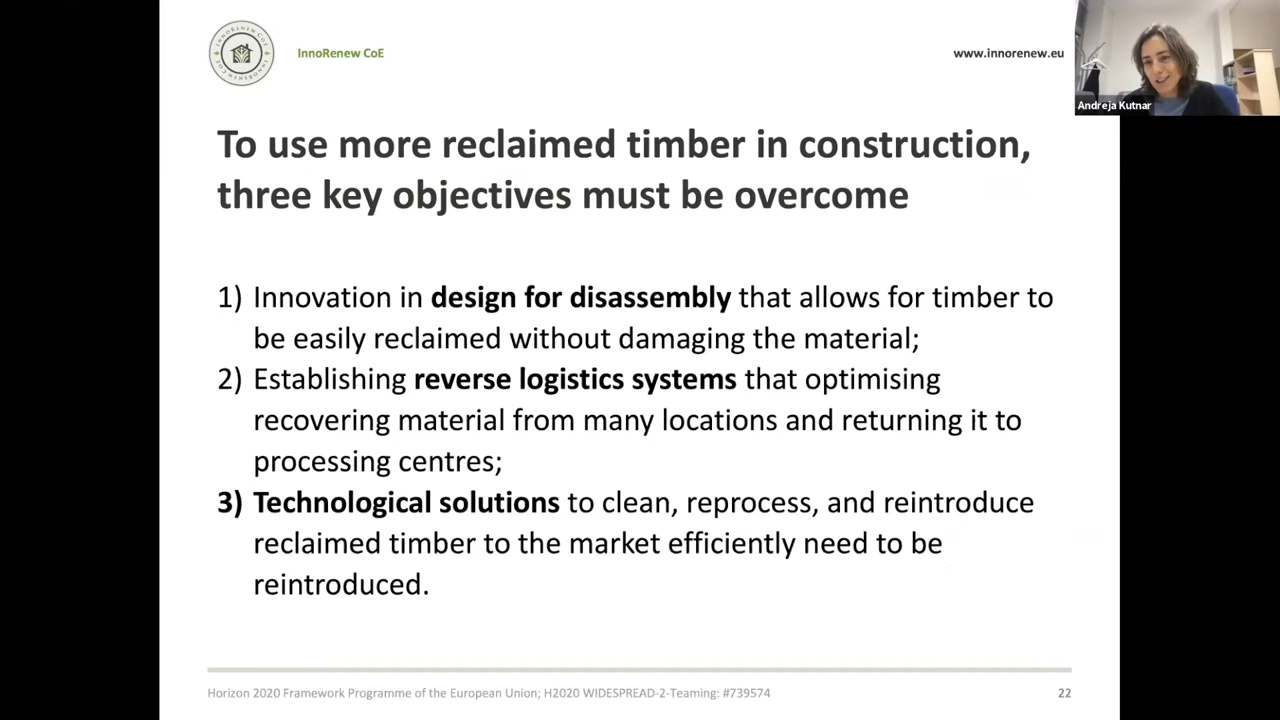 InnoRenew CoE
www.innorenew.eu
Andreja Kutnar
To use more reclaimed timber in construction,
three key objectives must be overcome
1) Innovation in design for disassembly that allows for timber to
be easily reclaimed without damaging the material;
2) Establishing reverse logistics systems that optimising
recovering material from many locations and returning it to
processing centres;
3) Technological solutions to clean, reprocess, and reintroduce
reclaimed timber to the market efficiently need to be
reintroduced.
Horizon 2020 Framework Programme of the European Union; H2020 WIDESPREAD-2-Teaming: #739574
22